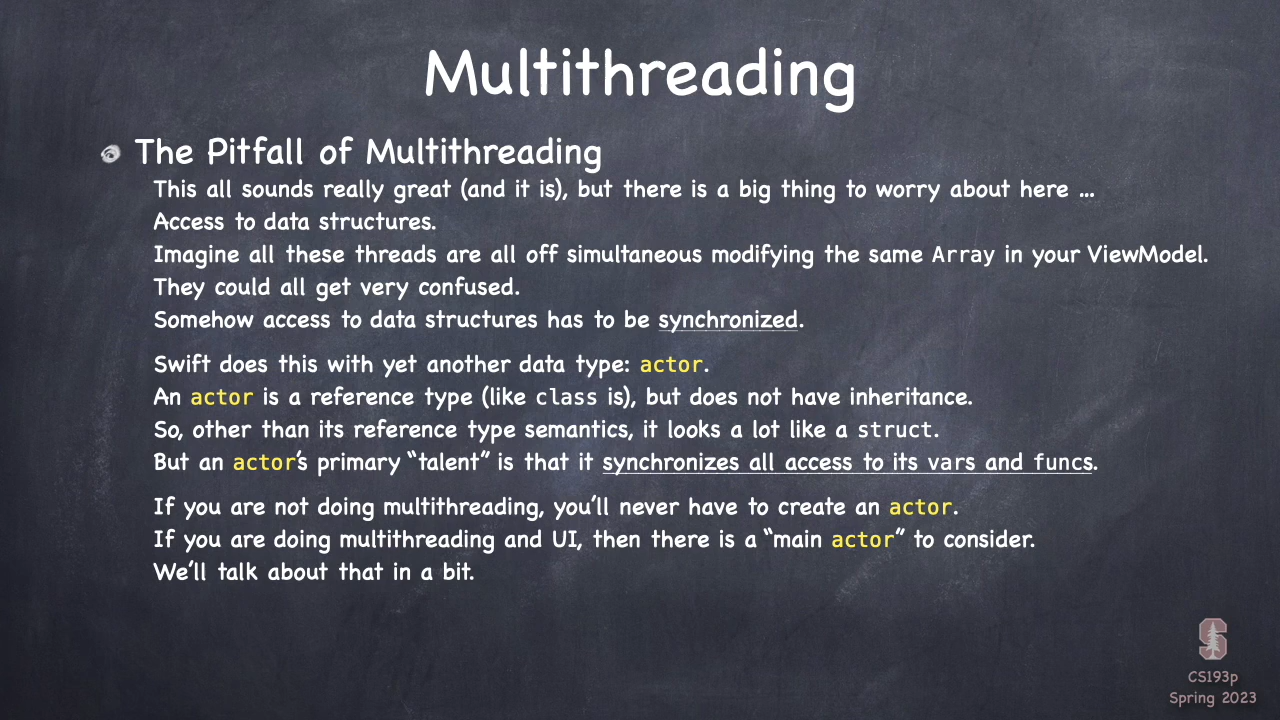 Multithreading
The Pitfall of Multithreading
This all sounds really great (and it is), but there is a big thing to worry about here ...
Access to data structures.
Imagine all these threads are all off simultaneous modifying the same Array in your ViewModel.
They could all get very confused.
Somehow access to data structures has to be synchronized.
Swift does this with yet another data type: actor.
An actor is a reference type (like class is), but does not have inheritance.
So, other than its reference type semantics, it looks a lot like a struct.
But an actor’s primary “talent” is that it synchronizes all access to its vars and funcs.
If you are not doing multithreading, you’ll never have to create an actor.
If you are doing multithreading and UI, then there is a “main actor” to consider.
We’ll talk about that in a bit.
S
CS193p
Spring 2023